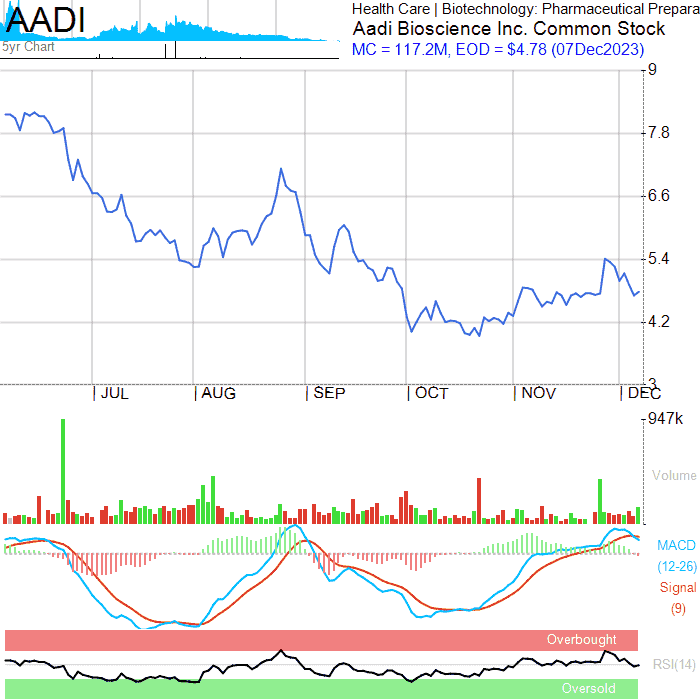 AADI
5yr Chart
Health Care | Biotechnology: Pharmaceutical Prepara
Aadi Bioscience Inc. Common Stock
MC = 117.2M, EOD = $4.78 (07Dec2023)
9
7.8
6.6
5.4
4.2
3
JUL
AUG
SEP
OCT
NOV
DEC
947k
Volume
MACD
(12-26)
Signal
(9)
Overbought
RSI(14)
Oversold